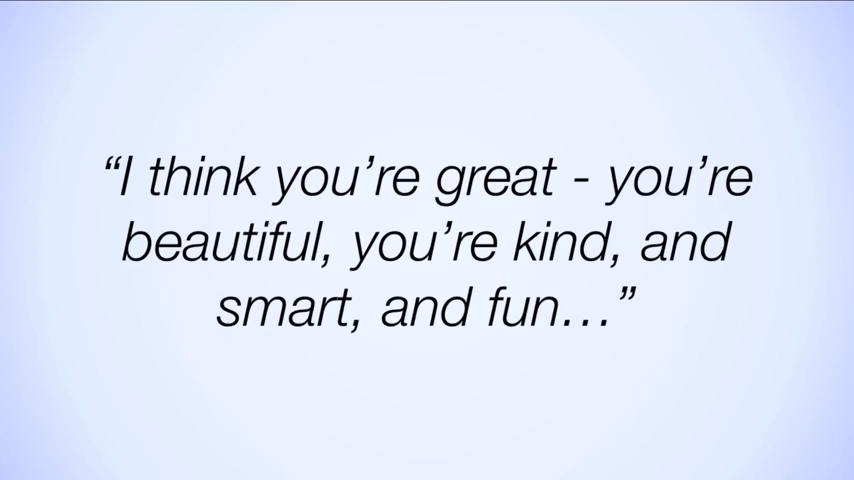 “I think you’re great - you’re
beautiful, you’re kind, and
smart, and fun…”